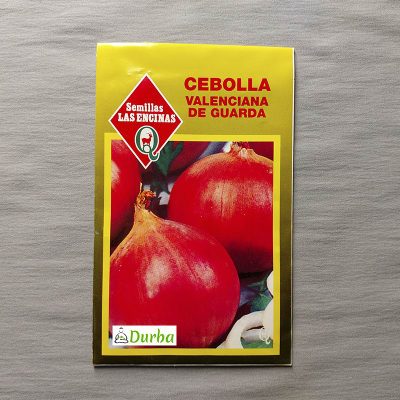 CEBOLLA
VALENCIANA
DE GUARDA
Semillas
LAS ENCINAS
Durba